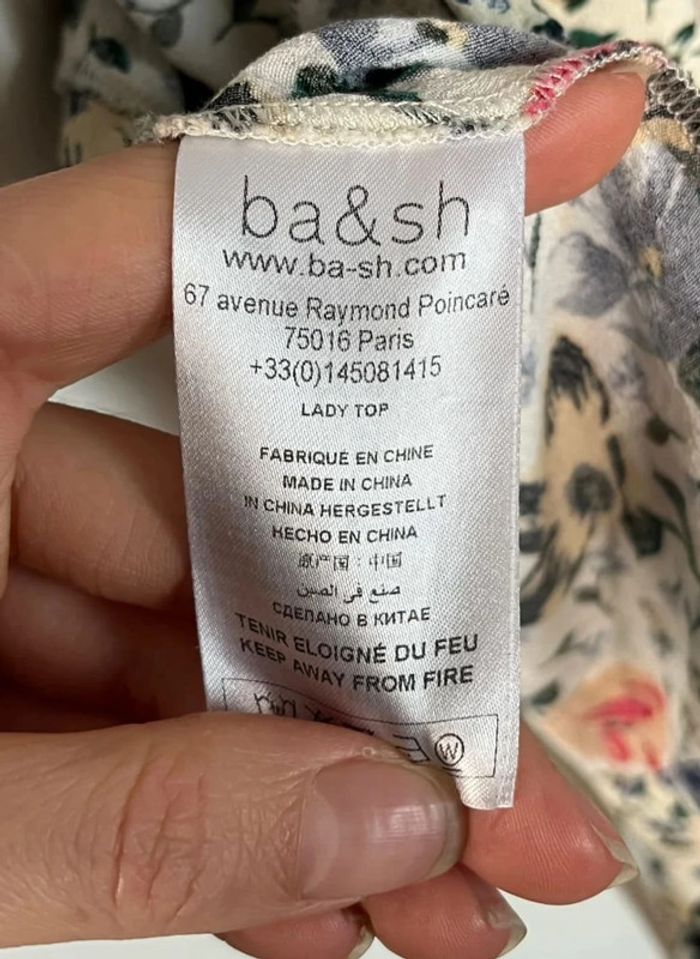 ba&sh
www.ba-sh.com
67 avenue Raymond Poincaré
75016 Paris
+33(0)145081415
LADY TOP
FABRIQUE EN CHINE
MADE IN CHINA
IN CHINA HERGESTELLT
HECHO EN CHINA
原产国：中国
صنع في الصين
СДЕЛАНО В КИТАЕ
TENIR ELOIGNÉ DU FEU
KEEP AWAY FROM FIRE
W